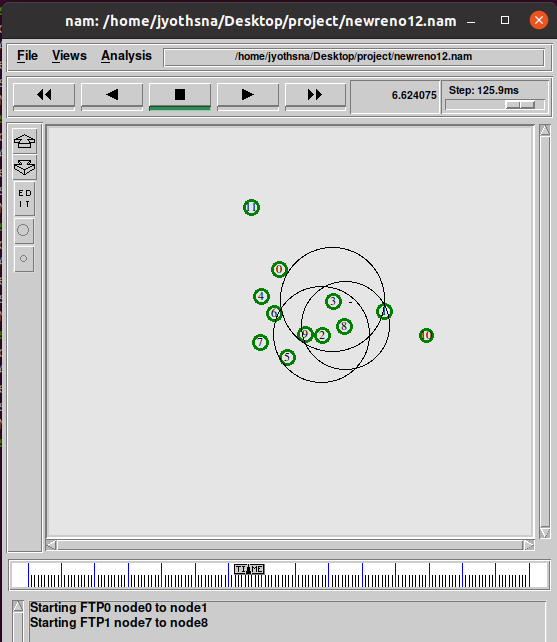 nam: /home/jyothsna/Desktop/project/newreno12.nam
File Views Analysis /home/jyothsna/Desktop/project/newreno12.nam
6.624075 Step: 125.9ms
E D
I T
11
0
4
3
6
1
8
9 2
10
7
5
TIME
Starting FTP0 node0 to node1
Starting FTP1 node7 to node8